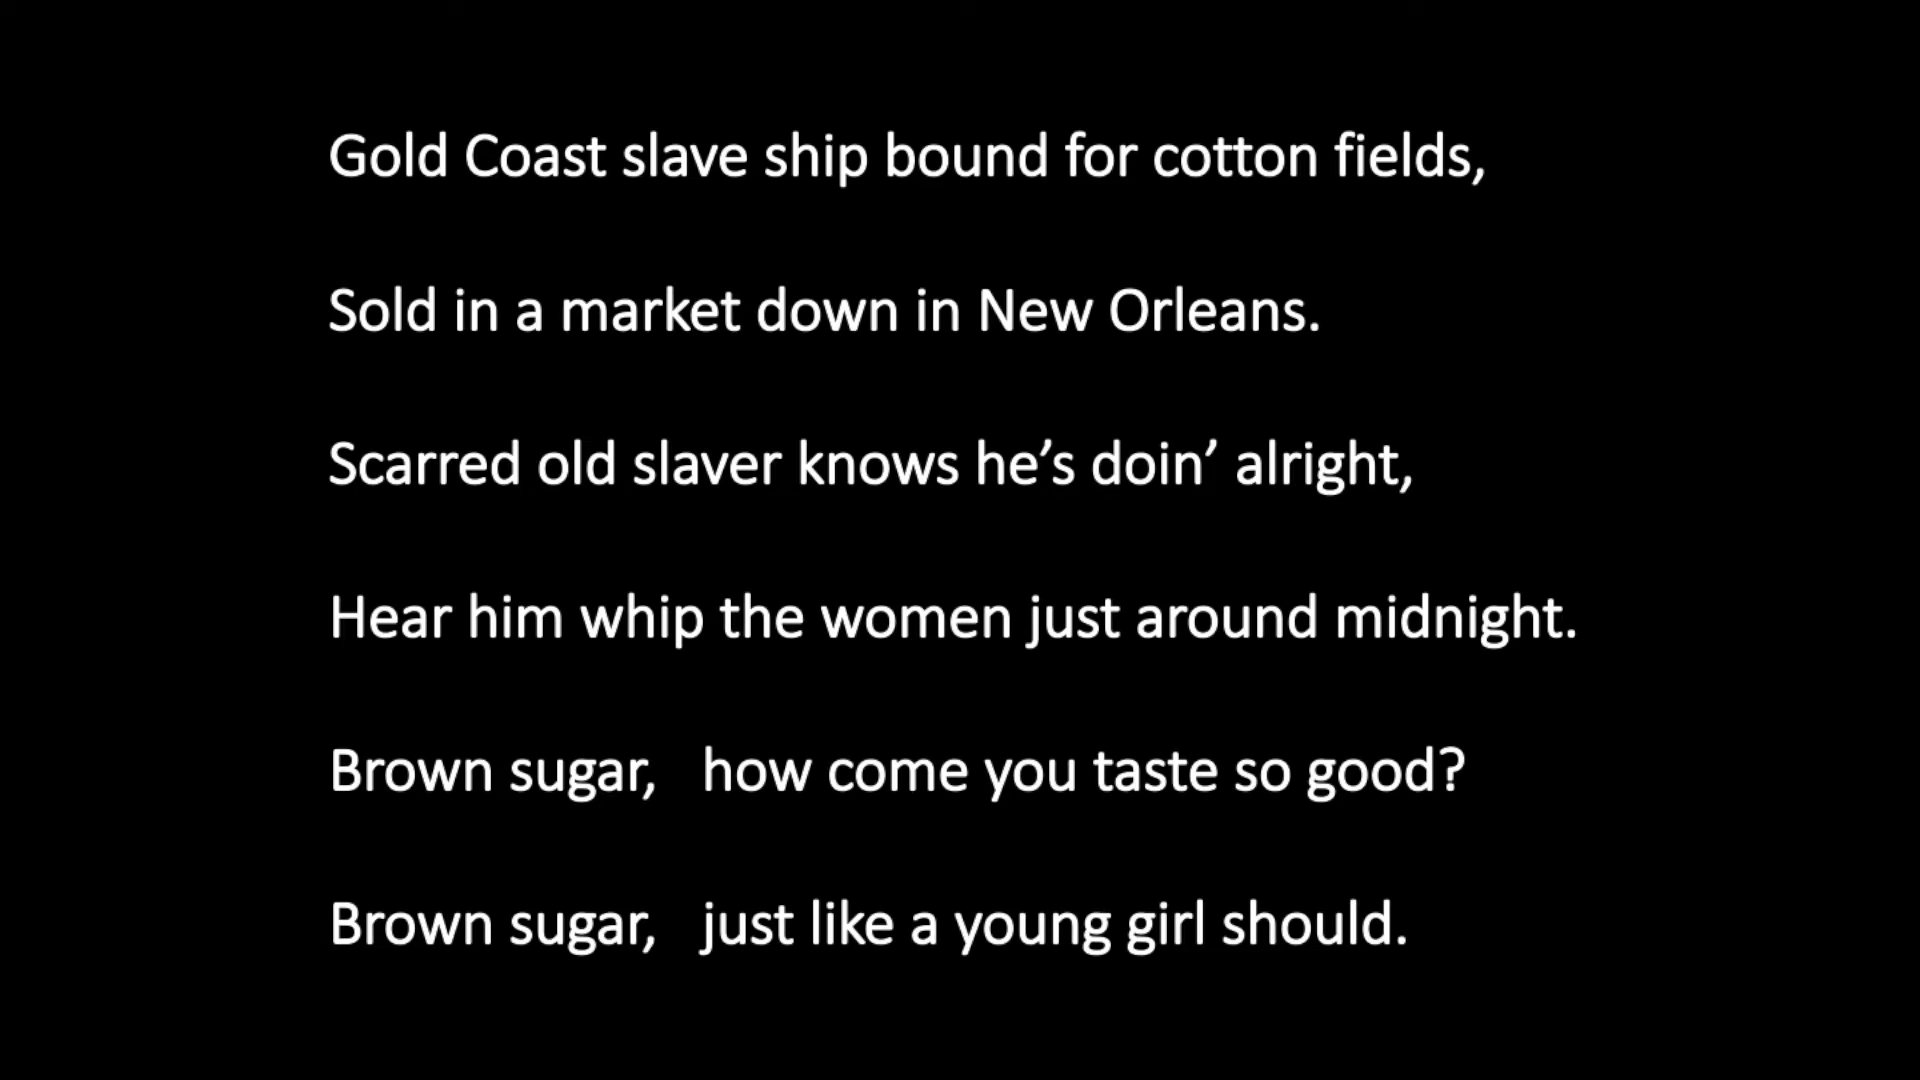 Gold Coast slave ship bound for cotton fields,
Sold in a market down in New Orleans.
Scarred old slaver knows he’s doin’ alright,
Hear him whip the women just around midnight.
Brown sugar,   how come you taste so good?
Brown sugar,   just like a young girl should.